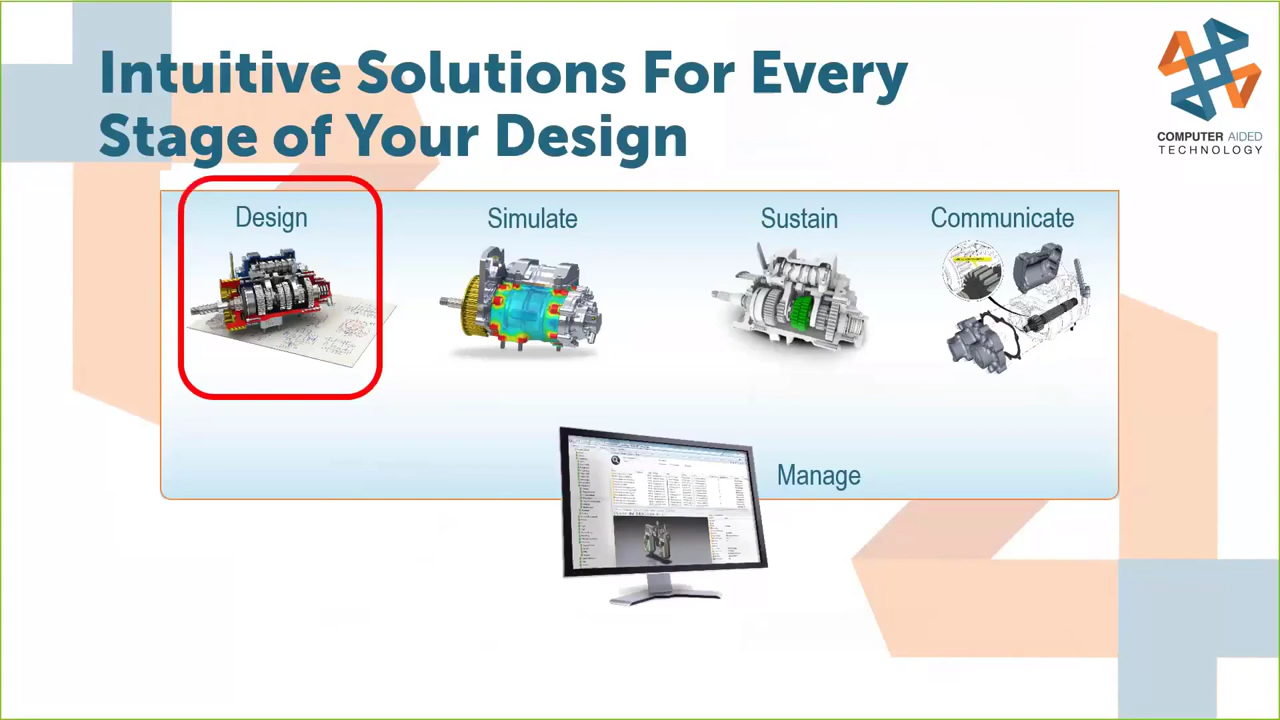 Intuitive Solutions For Every
Stage of Your Design
COMPUTER AIDED
TECHNOLOGY
Design
Simulate
Sustain
Communicate
Manage